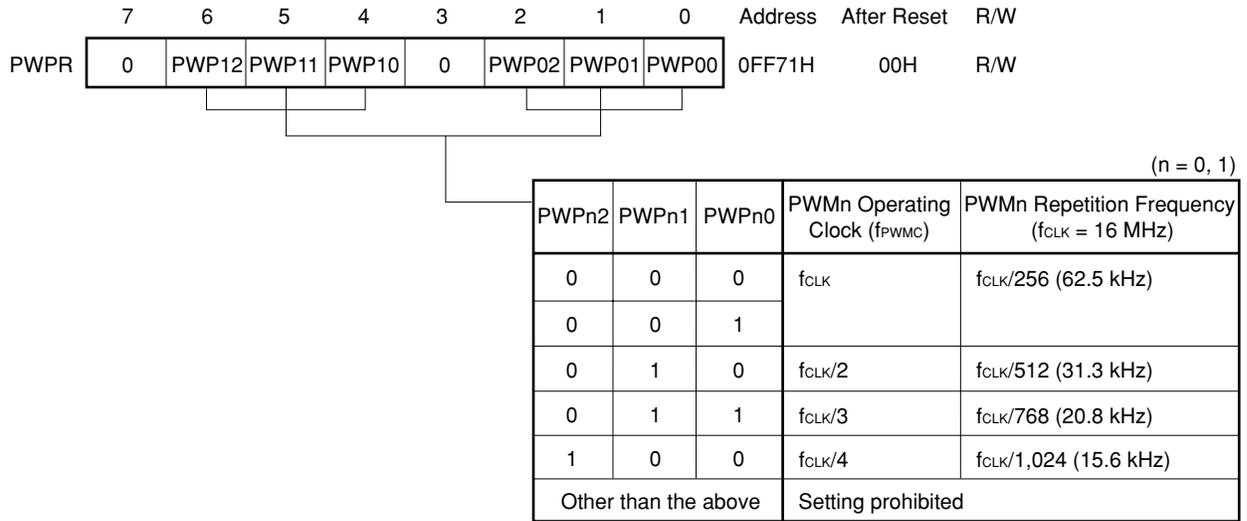 7 6 5 4 3 2 1 0 Address After Reset R/W
PWPR 0 PWP12 PWP11 PWP10 0 PWP02 PWP01 PWP00 0FF71H 00H R/W
(n = 0, 1)
PWPn2 PWPn1 PWPn0 PWMn Operating Clock (fPWMC) PWMn Repetition Frequency (fCLK = 16 MHz)
0 0 0 fCLK fCLK/256 (62.5 kHz)
0 0 1
0 1 0 fCLK/2 fCLK/512 (31.3 kHz)
0 1 1 fCLK/3 fCLK/768 (20.8 kHz)
1 0 0 fCLK/4 fCLK/1,024 (15.6 kHz)
Other than the above Setting prohibited